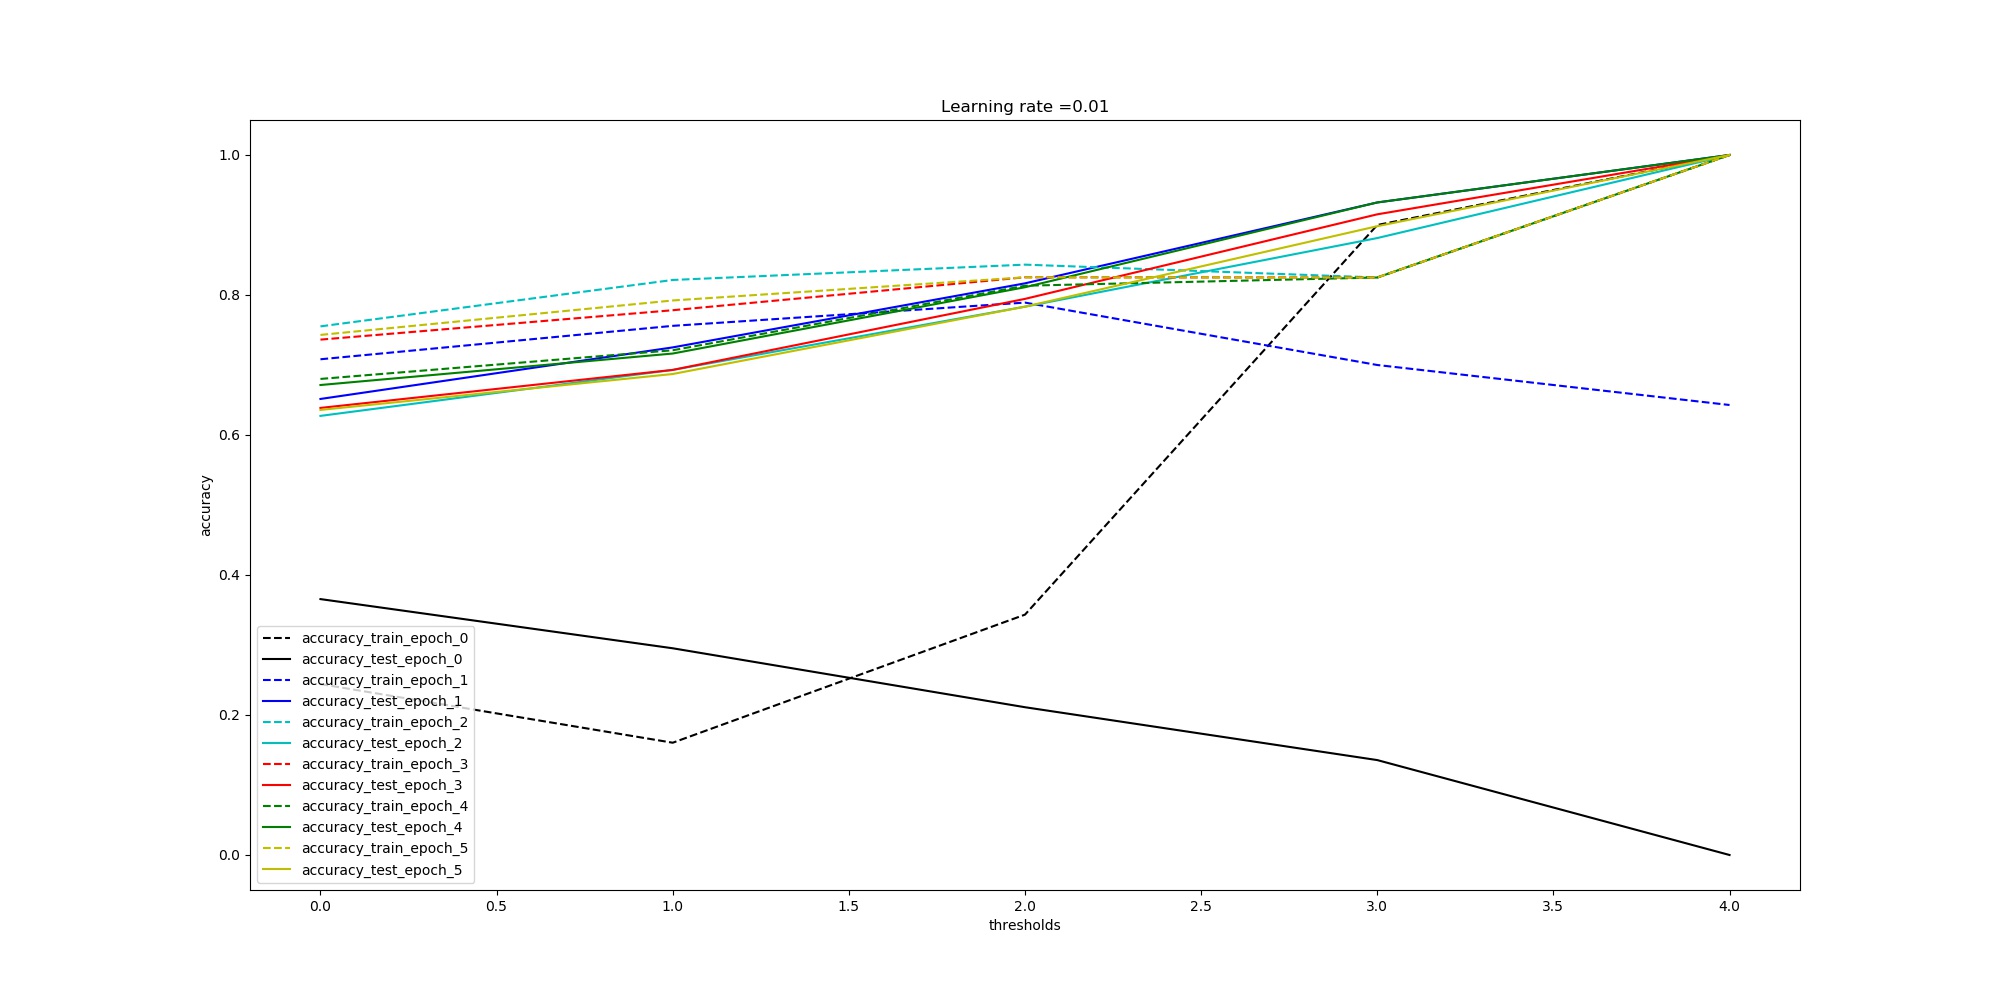 Learning rate =0.01
1.0
0.8
0.6
0.4
0.2
0.0
accuracy
accuracy_train_epoch_0
accuracy_test_epoch_0
accuracy_train_epoch_1
accuracy_test_epoch_1
accuracy_train_epoch_2
accuracy_test_epoch_2
accuracy_train_epoch_3
accuracy_test_epoch_3
accuracy_train_epoch_4
accuracy_test_epoch_4
accuracy_train_epoch_5
accuracy_test_epoch_5
0.0 0.5 1.0 1.5 2.0 2.5 3.0 3.5 4.0
thresholds